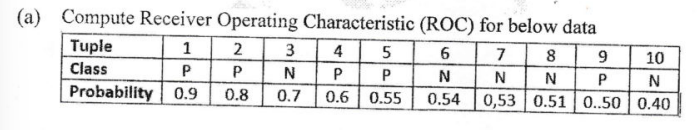 (a) Compute Receiver Operating Characteristic (ROC) for below data
Tuple 1 2 3 4 5 6 7 8 9 10
Class P P N P P N N N P N
Probability 0.9 0.8 0.7 0.6 0.55 0.54 0,53 0.51 0..50 0.40